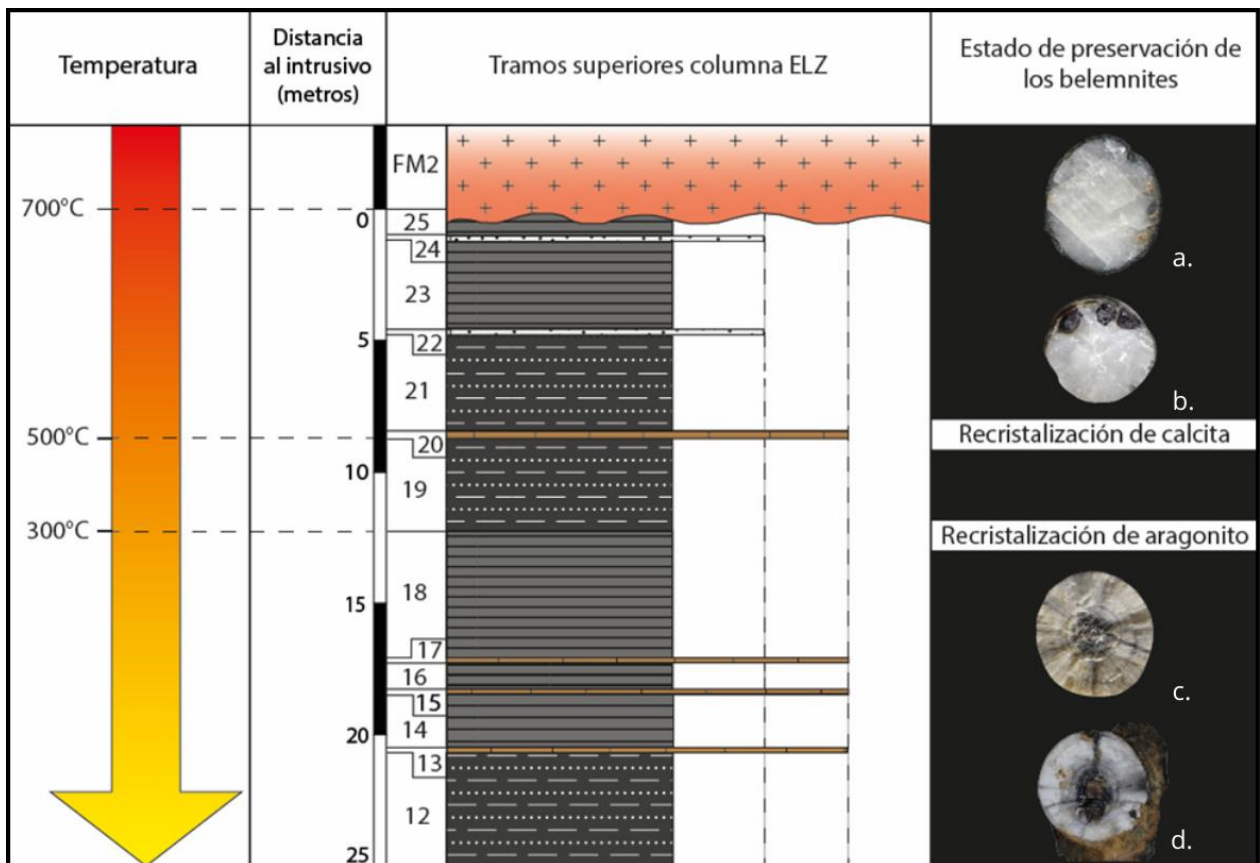 Temperatura
Distancia
al intrusivo
(metros)
Tramos superiores columna ELZ
Estado de preservación de
los belemnites
700°C
500°C
300°C
0
5
10
15
20
25
FM2
25
24
23
22
21
20
19
18
17
16
15
14
13
12
a.
b.
Recristalización de calcita
Recristalización de aragonito
c.
d.